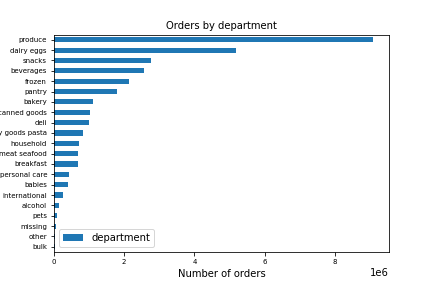 Orders by department
produce
dairy eggs
snacks
beverages
frozen
pantry
bakery
canned goods
deli
y goods pasta
household
meat seafood
breakfast
personal care
babies
international
alcohol
pets
missing
other
bulk
department
0 2 4 6 8
1e6
Number of orders